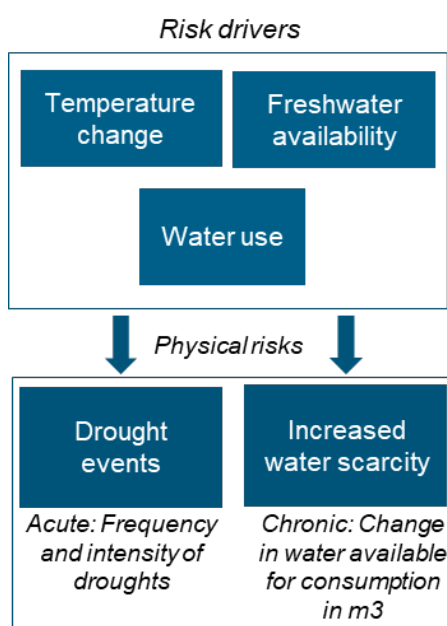 Risk drivers
Temperature
change
Freshwater
availability
Water use
Physical risks
Drought
events
Increased
water scarcity
Acute: Frequency
and intensity of
droughts
Chronic: Change
in water available
for consumption
in m3